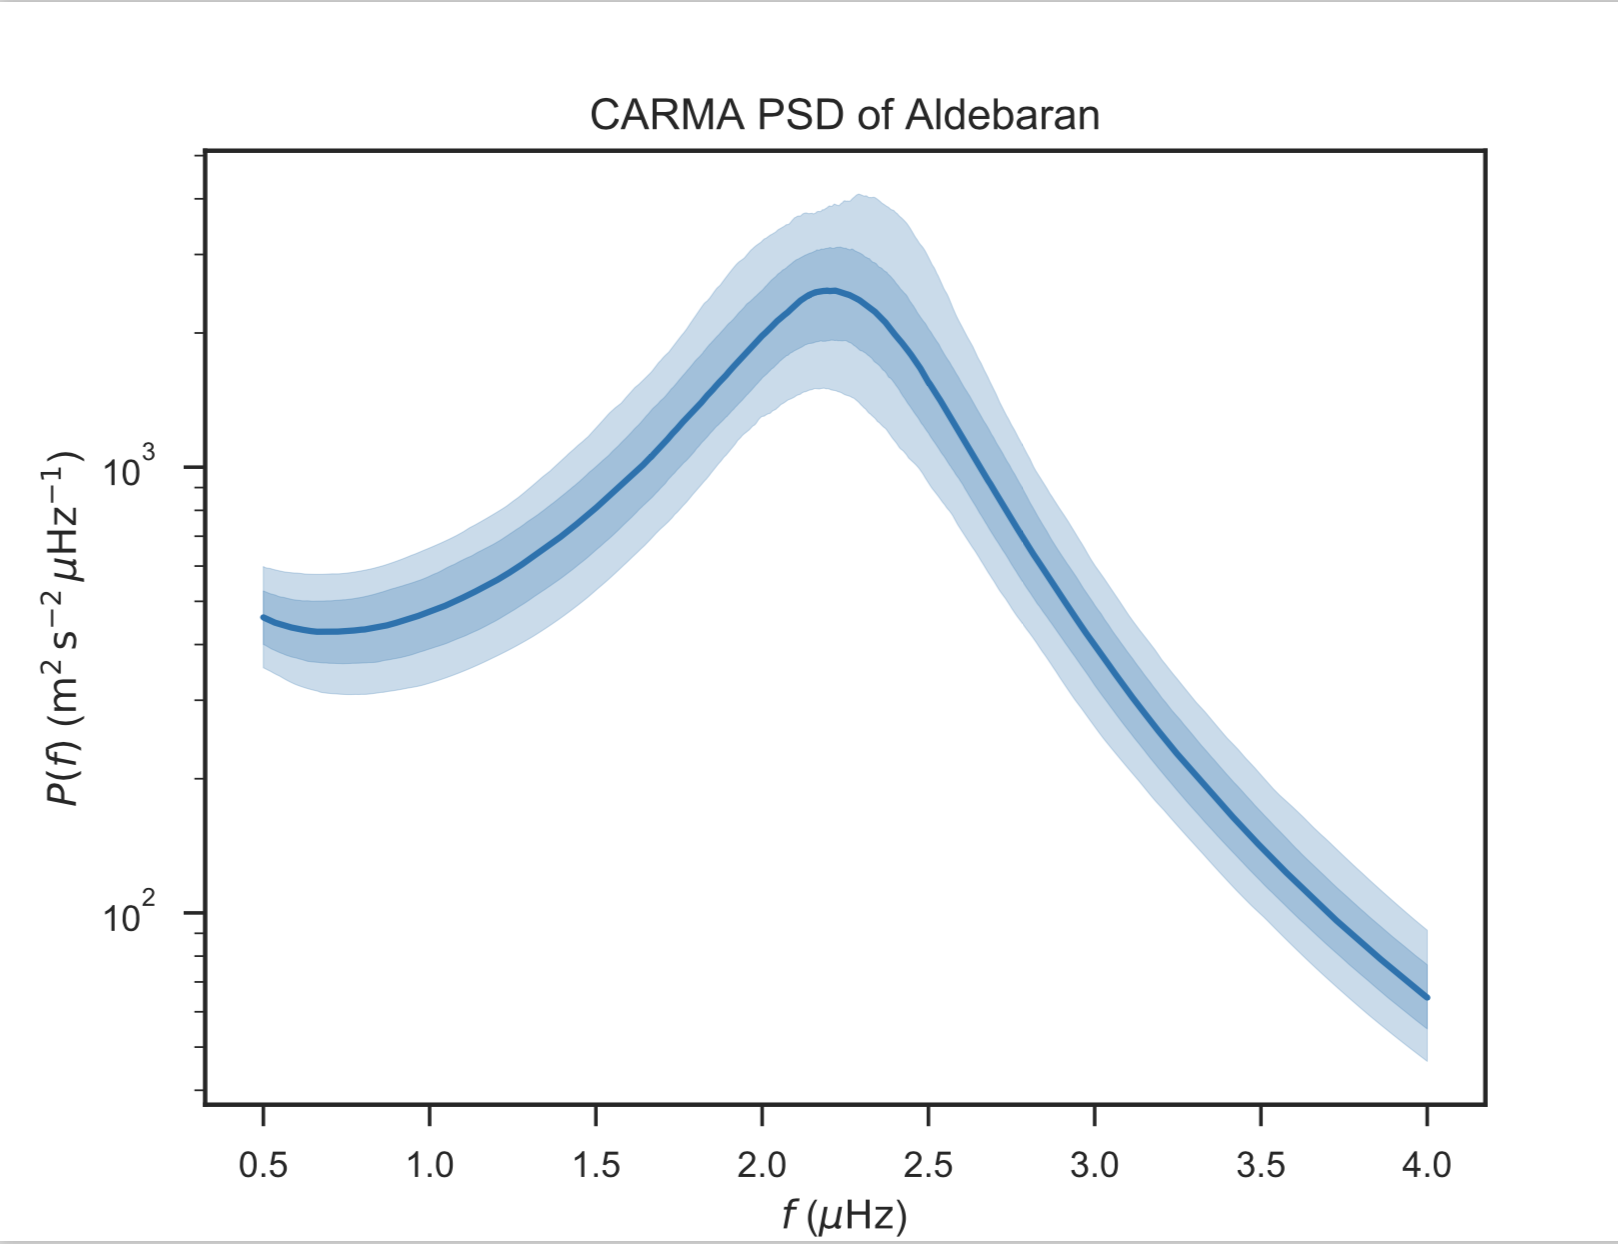 CARMA PSD of Aldebaran
P(f) (m² s⁻² μHz⁻¹)
10³
10²
0.5 1.0 1.5 2.0 2.5 3.0 3.5 4.0
f (μHz)